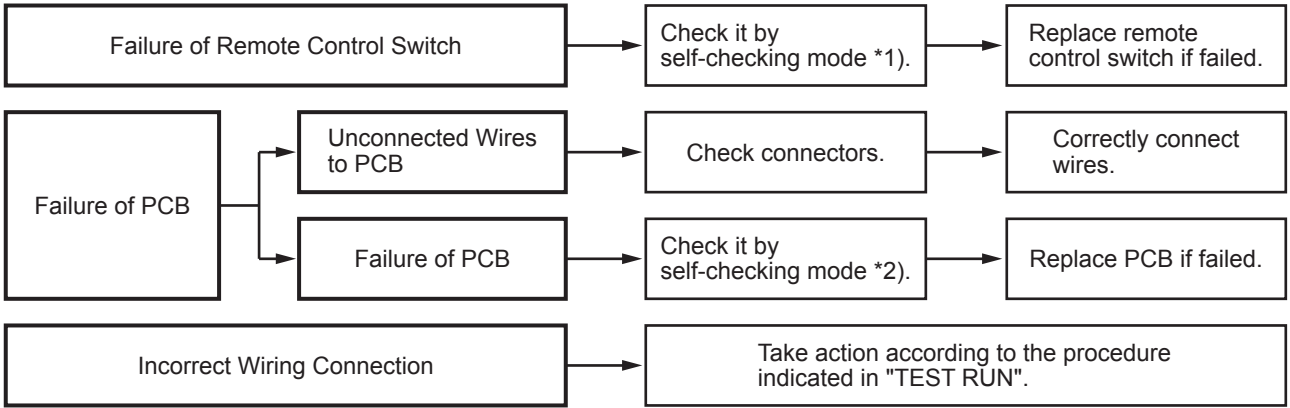 Failure of Remote Control Switch
Check it by
self-checking mode *1).
Replace remote
control switch if failed.
Failure of PCB
Unconnected Wires
to PCB
Check connectors.
Correctly connect
wires.
Failure of PCB
Check it by
self-checking mode *2).
Replace PCB if failed.
Incorrect Wiring Connection
Take action according to the procedure
indicated in "TEST RUN".